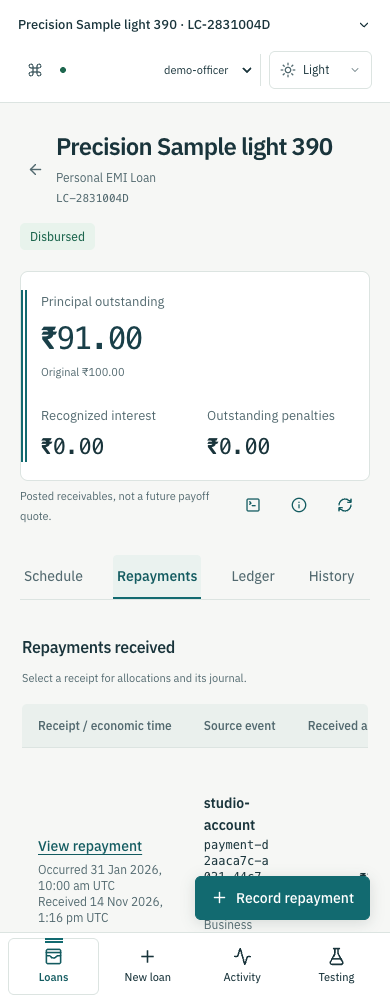 Precision Sample light 390 · LC-2831004D
demo-officer
Light
Precision Sample light 390
Personal EMI Loan
LC-2831004D
Disbursed
Principal outstanding
₹91.00
Original ₹100.00
Recognized interest
Outstanding penalties
₹0.00
₹0.00
Posted receivables, not a future payoff
quote.
Schedule
Repayments
Ledger
History
Repayments received
Select a receipt for allocations and its journal.
Receipt / economic time
Source event
Received a
studio-
account
View repayment
payment-d
2aaca7c-a
Occurred 31 Jan 2026,
10:00 am UTC
Received 14 Nov 2026,
1:16 pm UTC
Record repayment
Business
Loans
New loan
Activity
Testing